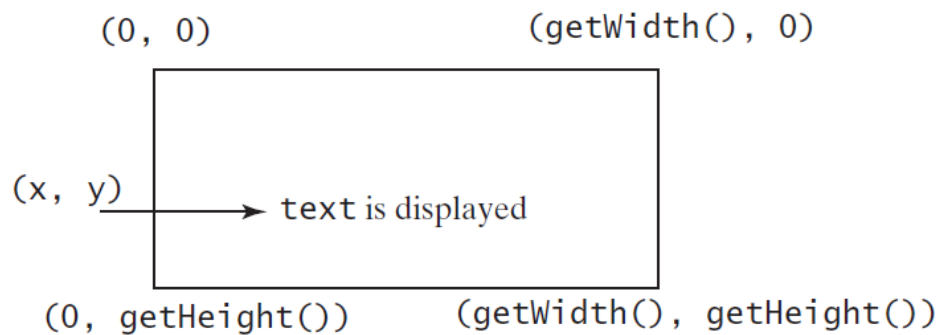 (0, 0)
(getWidth(), 0)
(x, y)
text is displayed
(0, getHeight())
(getWidth(), getHeight())